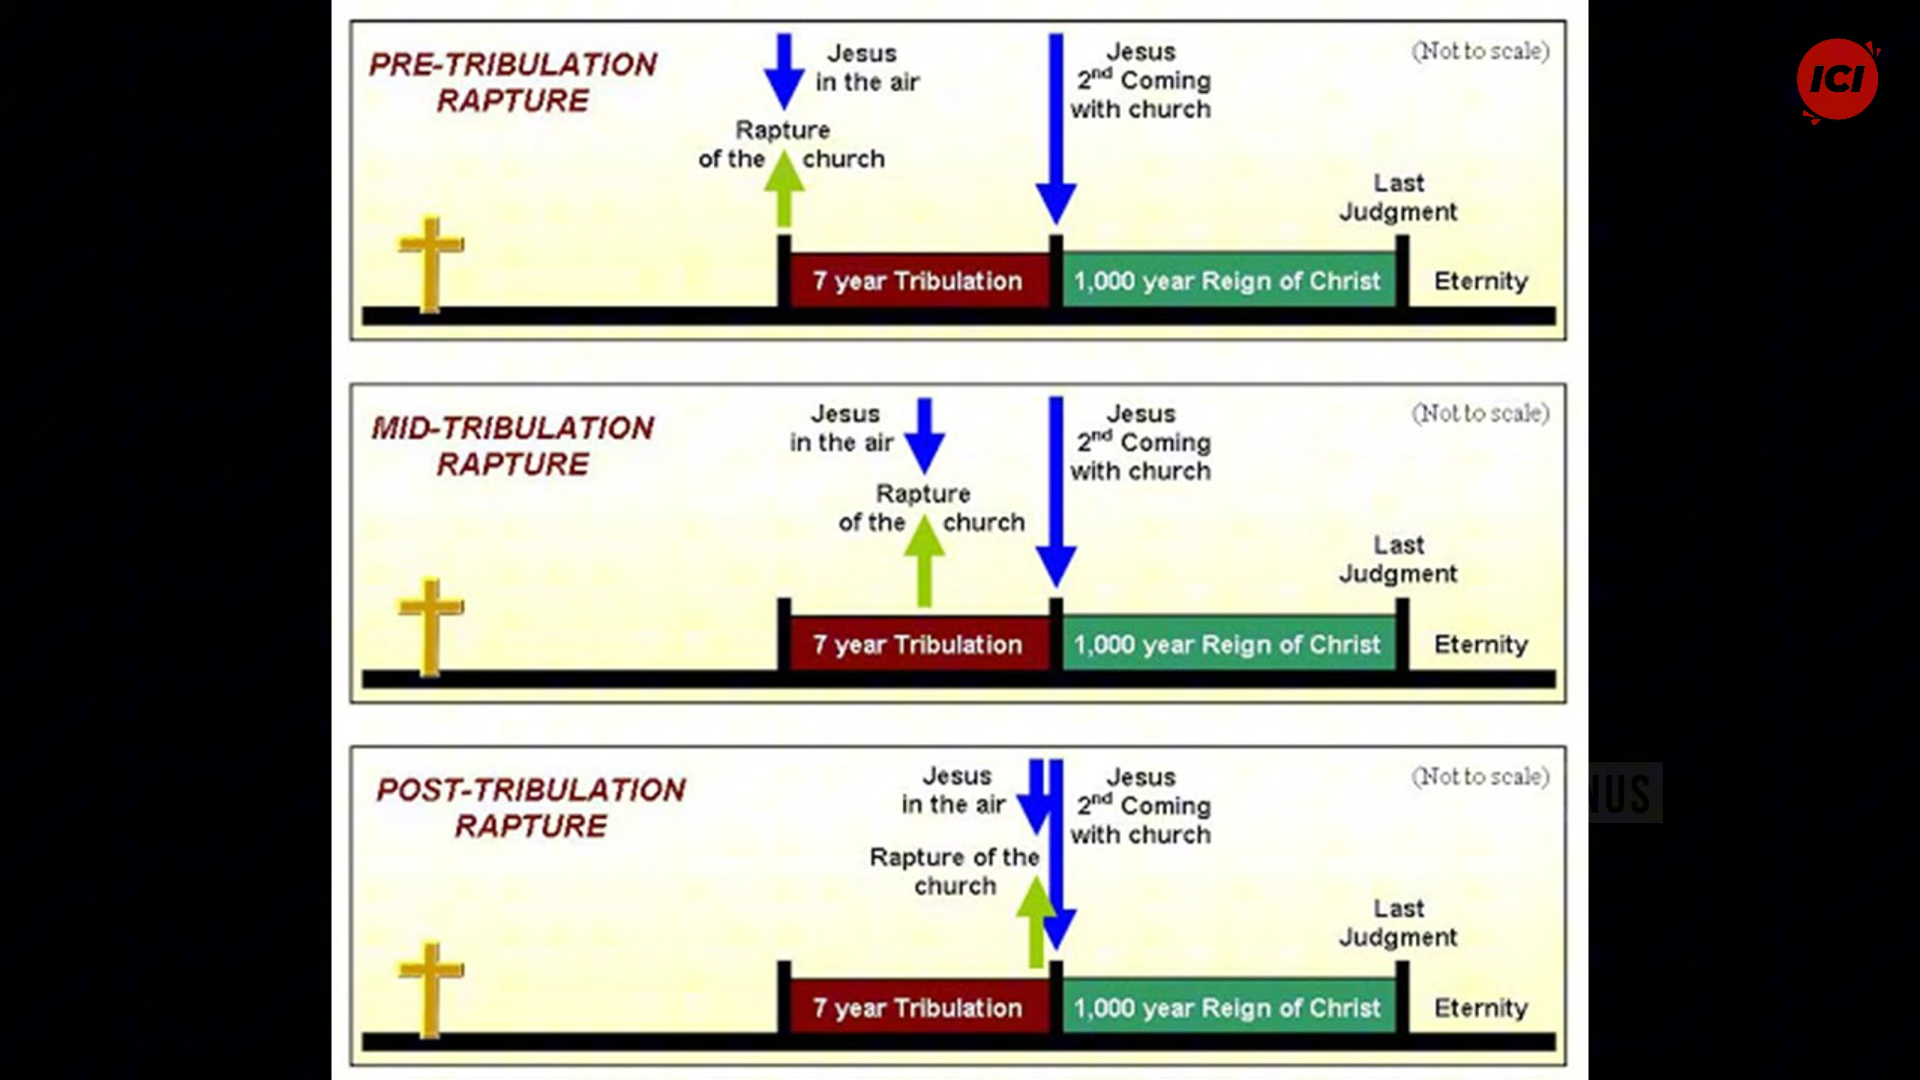 PRE-TRIBULATION
RAPTURE
Jesus
in the air
Rapture
of the church
Jesus
2nd Coming
with church
(Not to scale)
Last
Judgment
7 year Tribulation
1,000 year Reign of Christ
Eternity
ICI
MID-TRIBULATION
RAPTURE
Jesus
in the air
Rapture
of the church
Jesus
2nd Coming
with church
(Not to scale)
Last
Judgment
7 year Tribulation
1,000 year Reign of Christ
Eternity
POST-TRIBULATION
RAPTURE
Jesus
in the air
Rapture of the
church
Jesus
2nd Coming
with church
(Not to scale)
Last
Judgment
7 year Tribulation
1,000 year Reign of Christ
Eternity